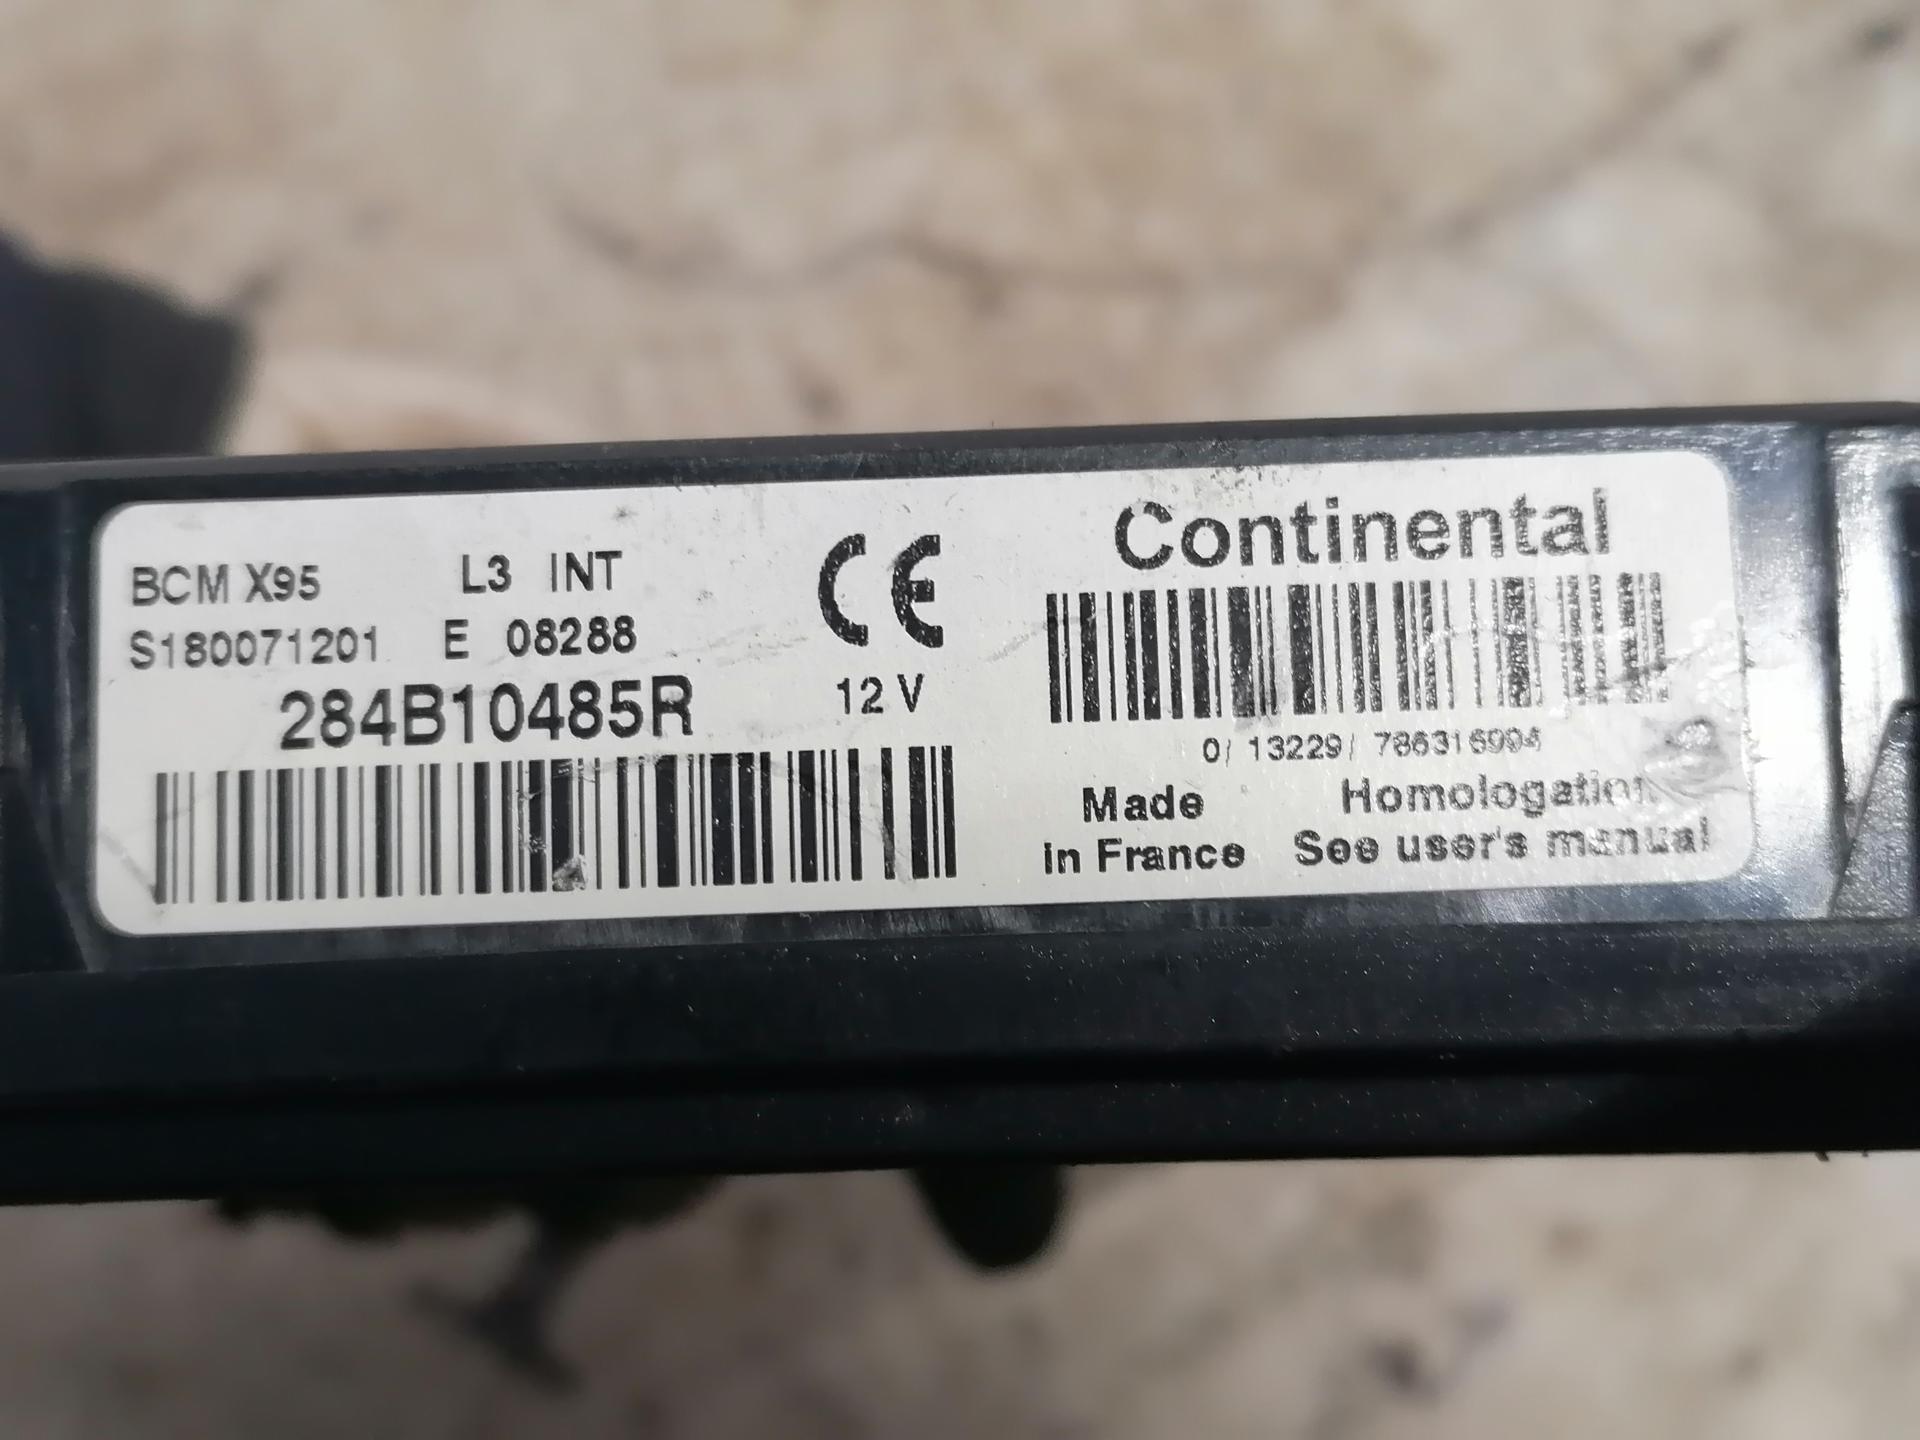 BCM X95 L3 INT
S180071201 E 08288
284B10485R
12 V
Continental
0/ 13229/ 786316994
Made
in France
Homologation
See user's manual